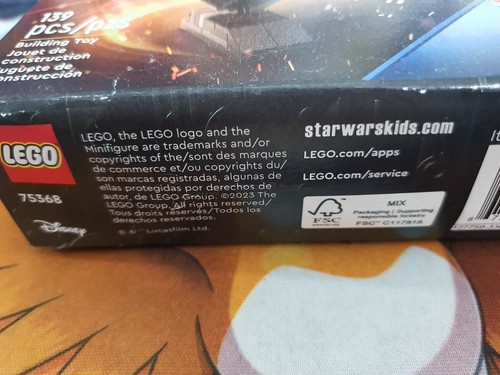 139
pcs/pzs
Building Toy
Jouet de
construction
Juguete de
construcción
LEGO
75368
Disney
LEGO, the LEGO logo and the
Minifigure are trademarks and/or
copyrights of the/sont des marques
de commerce et/ou copyrights du/
son marcas registradas, algunas de
ellas protegidas por derechos de
autor, de LEGO Group. ©2023 The
LEGO Group. All rights reserved/
Tous droits réservés/Todos los
derechos reservados.
© & ™ Lucasfilm Ltd.
starwarskids.com
LEGO.com/apps
LEGO.com/service
FSC
MIX
Packaging | Supporting
responsible forestry
FSC™ C117818